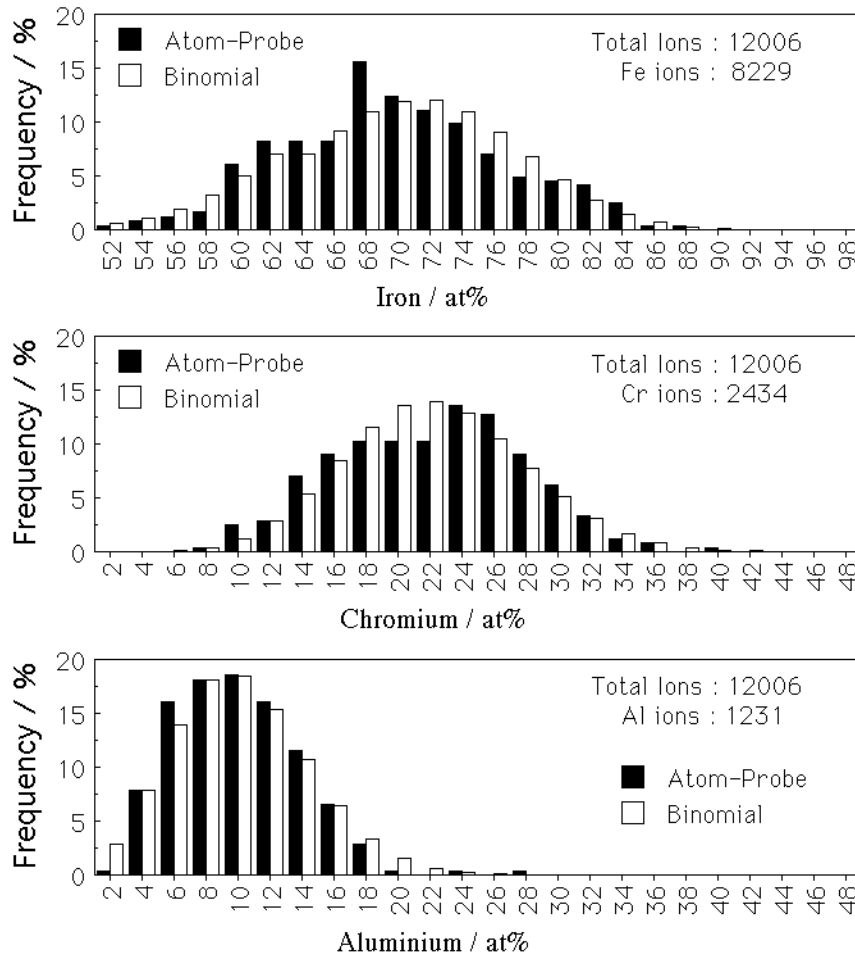 20
Atom-Probe
Total Ions : 12006
Binomial
Fe ions : 8229
15
10
5
0
Frequency / %
52 54 56 58 60 62 64 66 68 70 72 74 76 78 80 82 84 86 88 90 92 94 96 98
Iron / at%
20
Atom-Probe
Total Ions : 12006
Binomial
Cr ions : 2434
15
10
5
0
Frequency / %
2 4 6 8 10 12 14 16 18 20 22 24 26 28 30 32 34 36 38 40 42 44 46 48
Chromium / at%
20
Total Ions : 12006
Al ions : 1231
15
10
Atom-Probe
Binomial
5
0
Frequency / %
2 4 6 8 10 12 14 16 18 20 22 24 26 28 30 32 34 36 38 40 42 44 46 48
Aluminium / at%